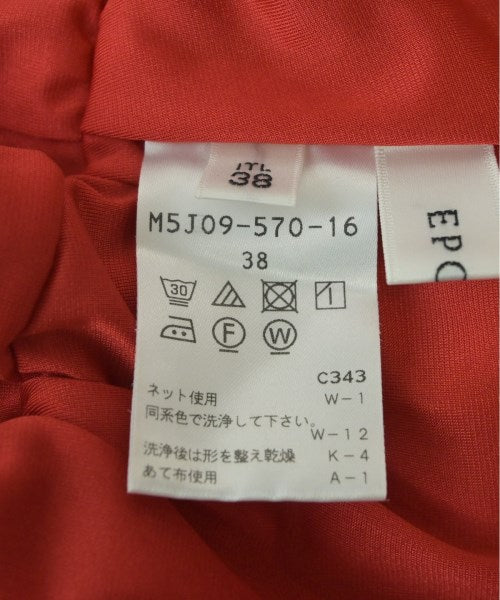 ITL
38
EPO
M5J09-570-16
38
30
F W
C343
ネット使用 W-1
同系色で洗浄して下さい。
W-12
洗浄後は形を整え乾燥 K-4
あて布使用 A-1